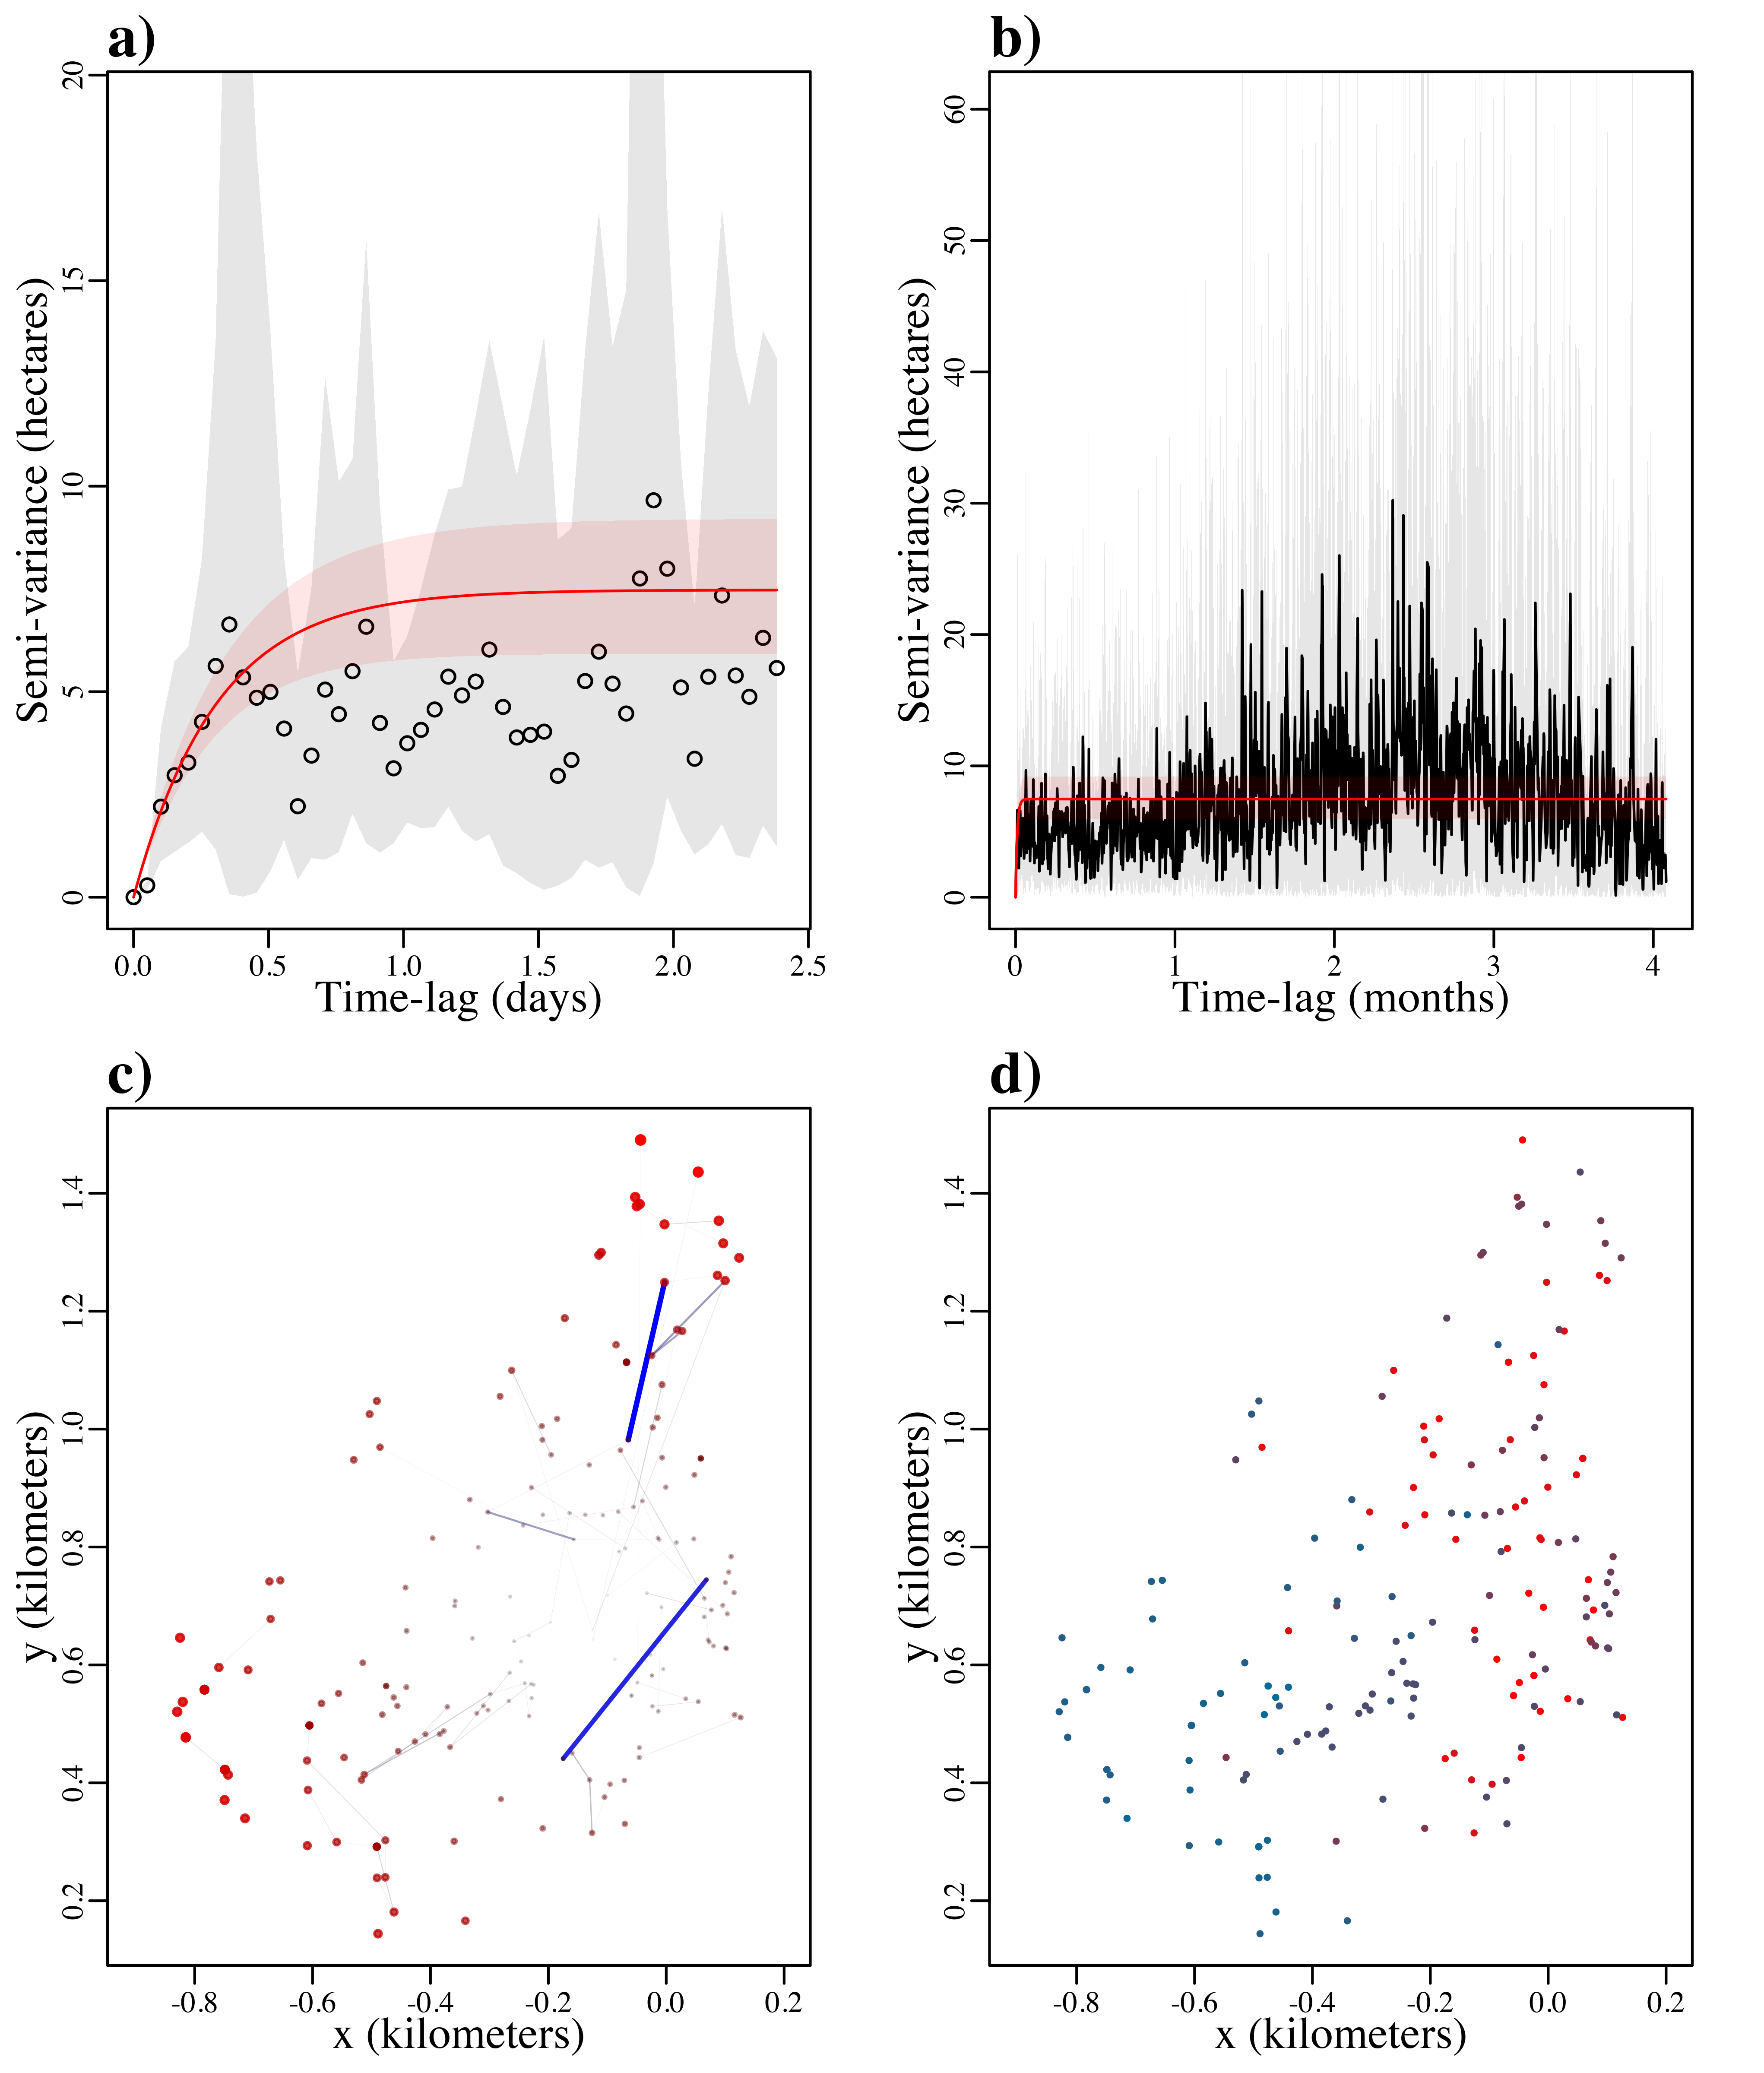 a)
20
15
10
5
0
Semi-variance (hectares)
0.0 0.5 1.0 1.5 2.0 2.5
Time-lag (days)
b)
60
50
40
30
20
10
0
Semi-variance (hectares)
0 1 2 3 4
Time-lag (months)
c)
1.4
1.2
1.0
0.8
0.6
0.4
0.2
y (kilometers)
-0.8 -0.6 -0.4 -0.2 0.0 0.2
x (kilometers)
d)
1.4
1.2
1.0
0.8
0.6
0.4
0.2
y (kilometers)
-0.8 -0.6 -0.4 -0.2 0.0 0.2
x (kilometers)